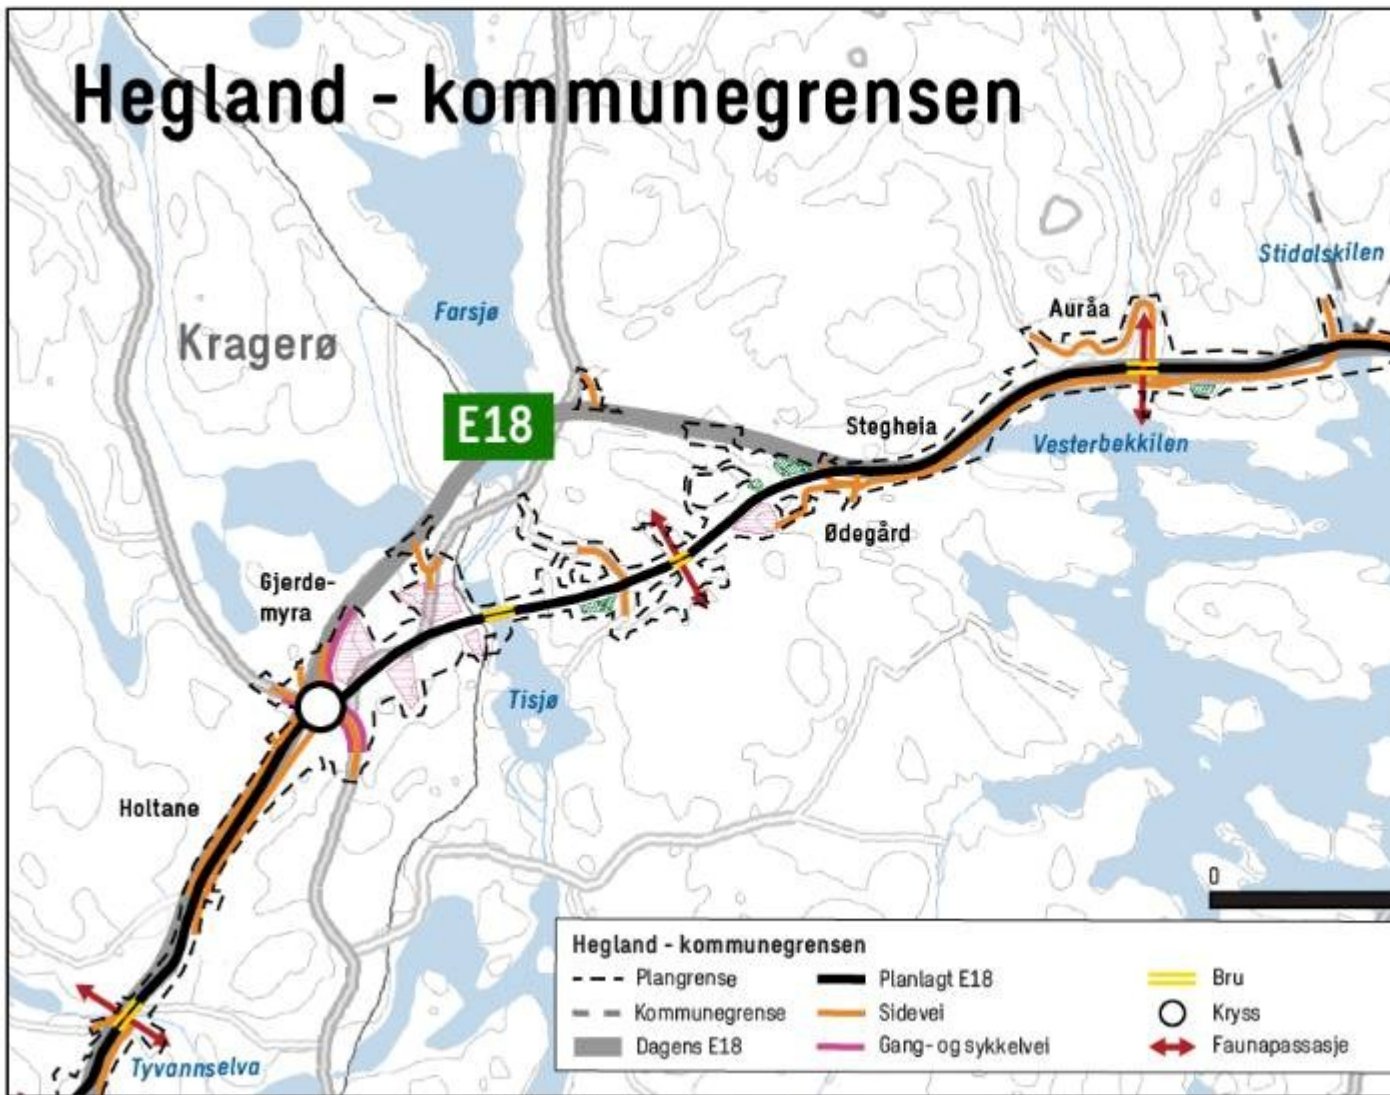 Hegland - kommunegrensen
Stidalskilen
Auråa
Farsjø
Kragerø
E18
Stegheia
Vesterbekkilen
Ødegård
Gjerde-
myra
Tisjø
Holtane
0
Hegland - kommunegrensen
Plangrense
Planlagt E18
Bru
Kommunegrense
Sidevei
Kryss
Dagens E18
Gang- og sykkelvei
Faunapassasje
Tyvannselva